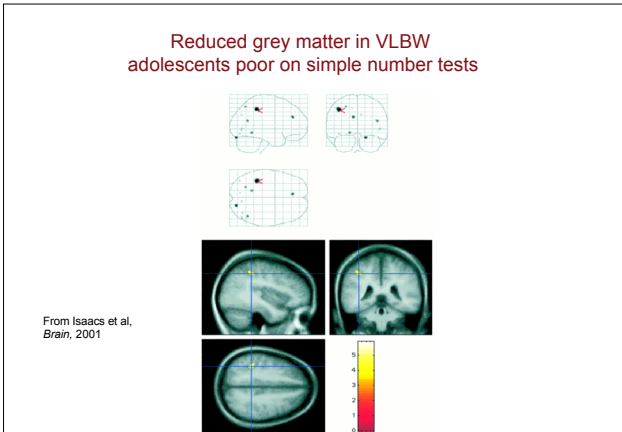 Reduced grey matter in VLBW
adolescents poor on simple number tests
From Isaacs et al,
Brain, 2001
5
4
3
2
1
0